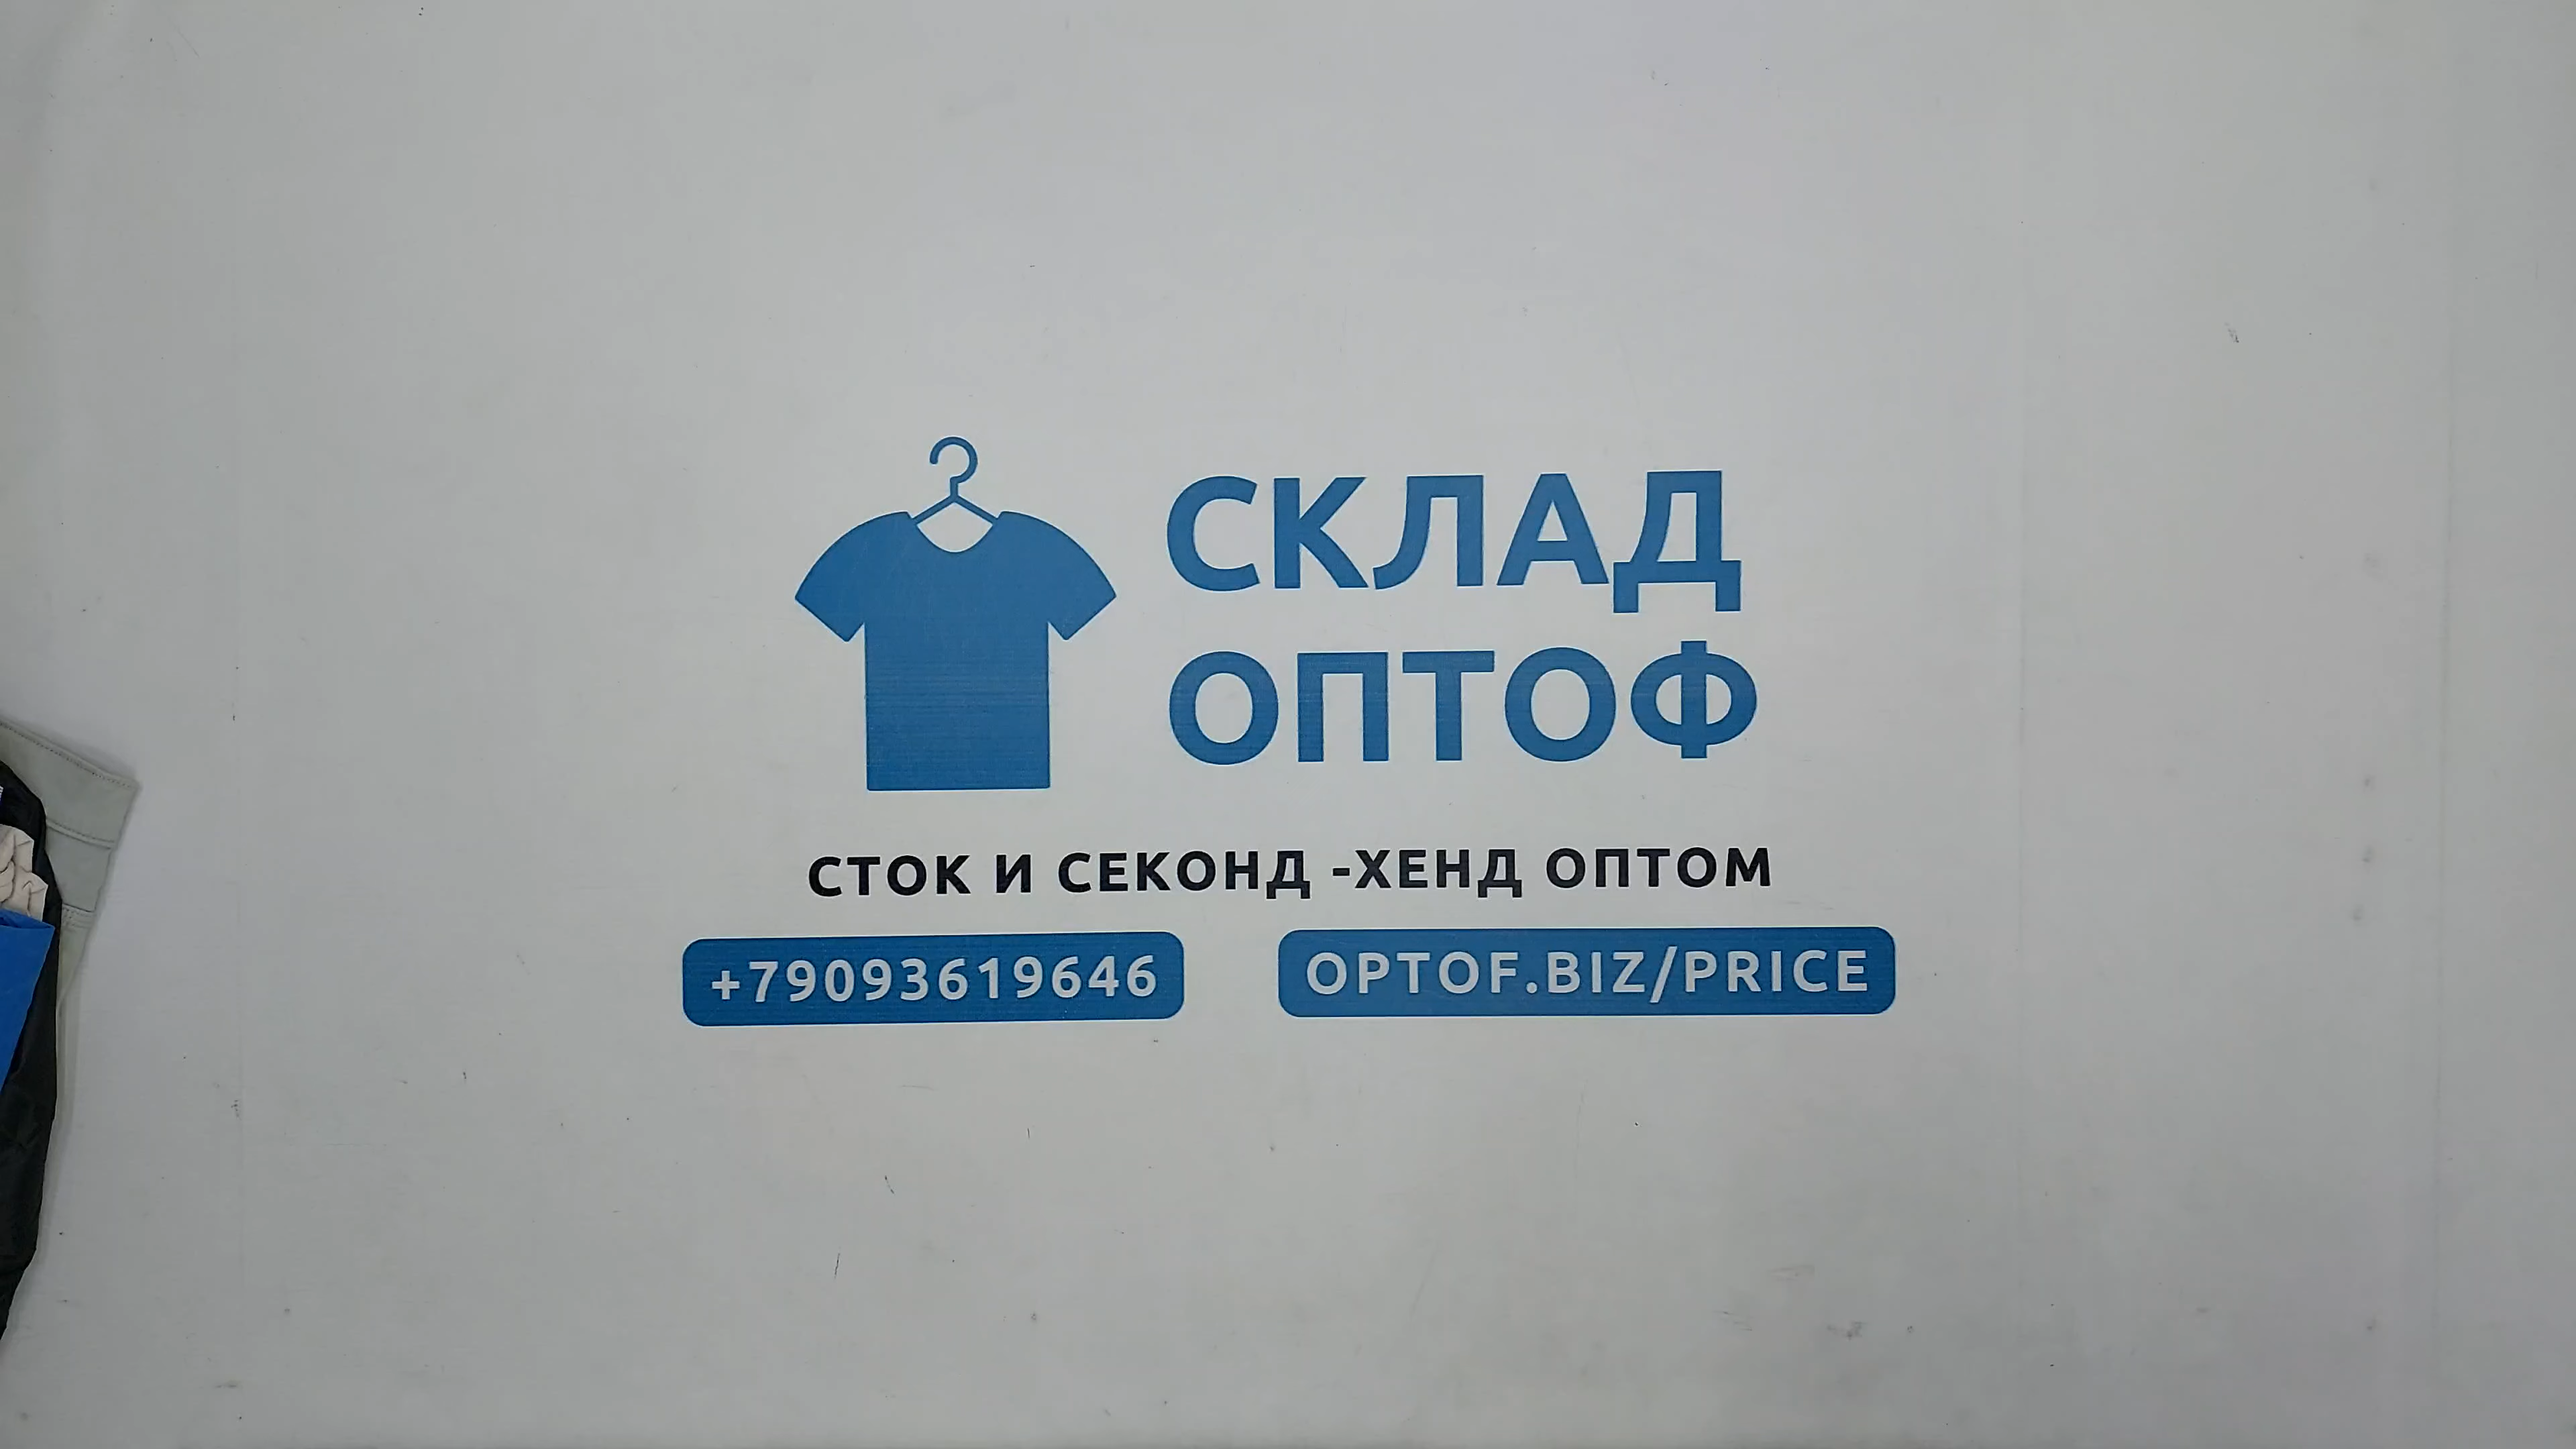 СКЛАД
ОПТОФ
СТОК И СЕКОНД -ХЕНД ОПТОМ
+79093619646
OPTOF.BIZ/PRICE